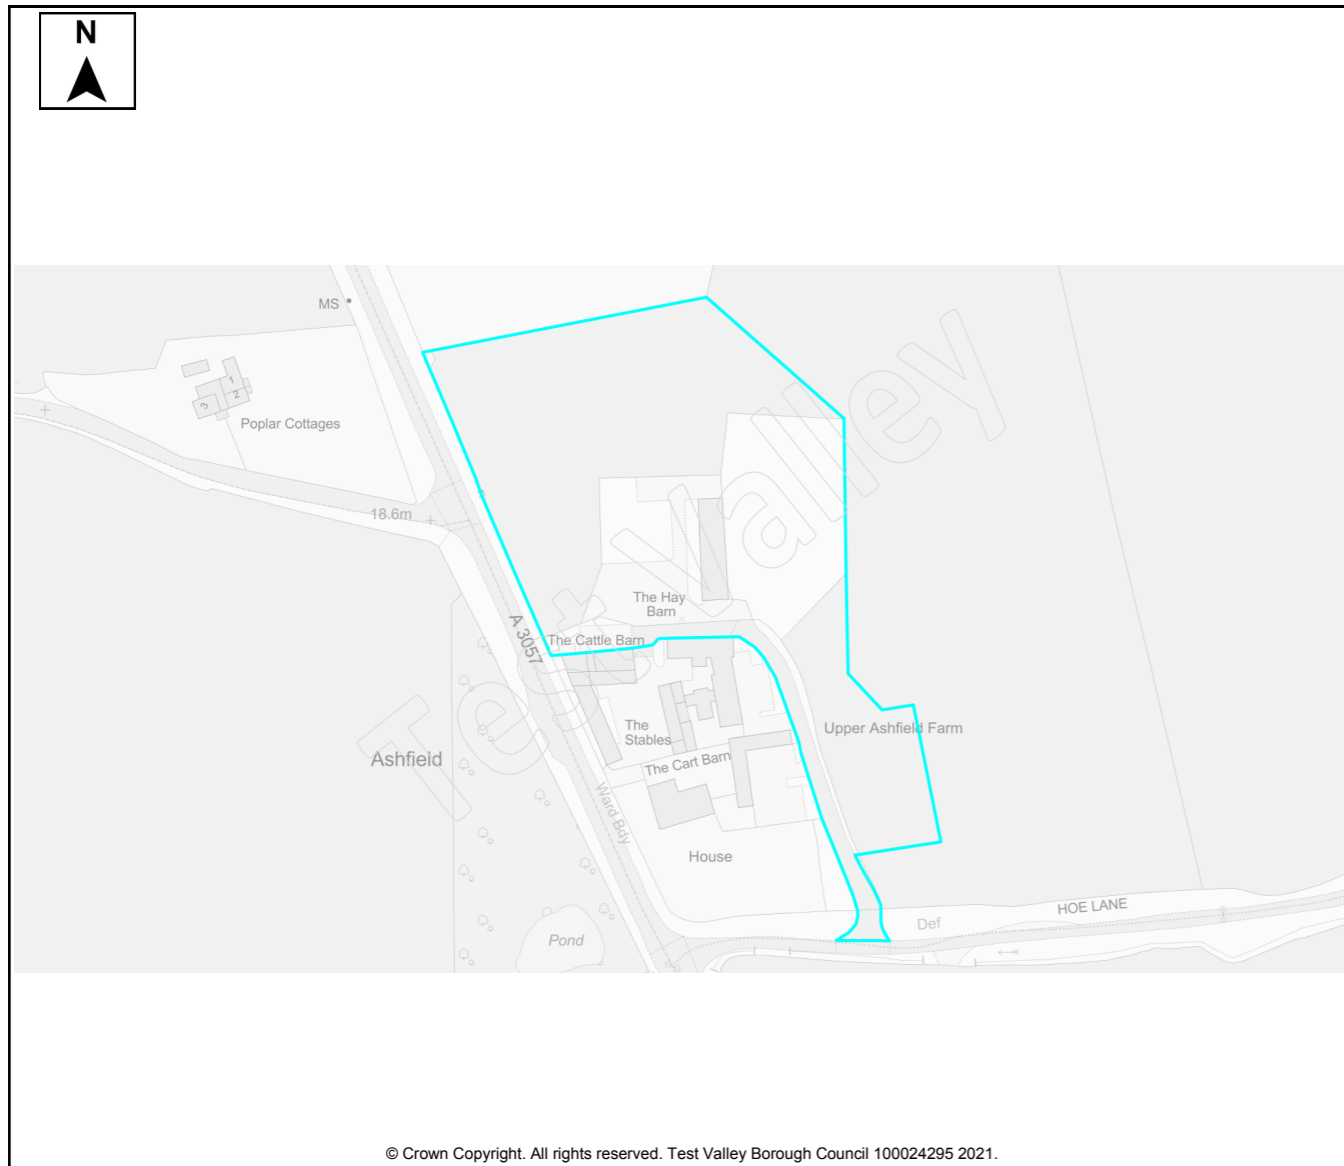 N
MS
1
2
3
Poplar Cottages
18.6m
A 3057
The Hay
Barn
The Cattle Barn
The
Stables
The Cart Barn
Upper Ashfield Farm
Ashfield
Ward Bdy
House
HOE LANE
Def
Pond
Test Valley
© Crown Copyright. All rights reserved. Test Valley Borough Council 100024295 2021.